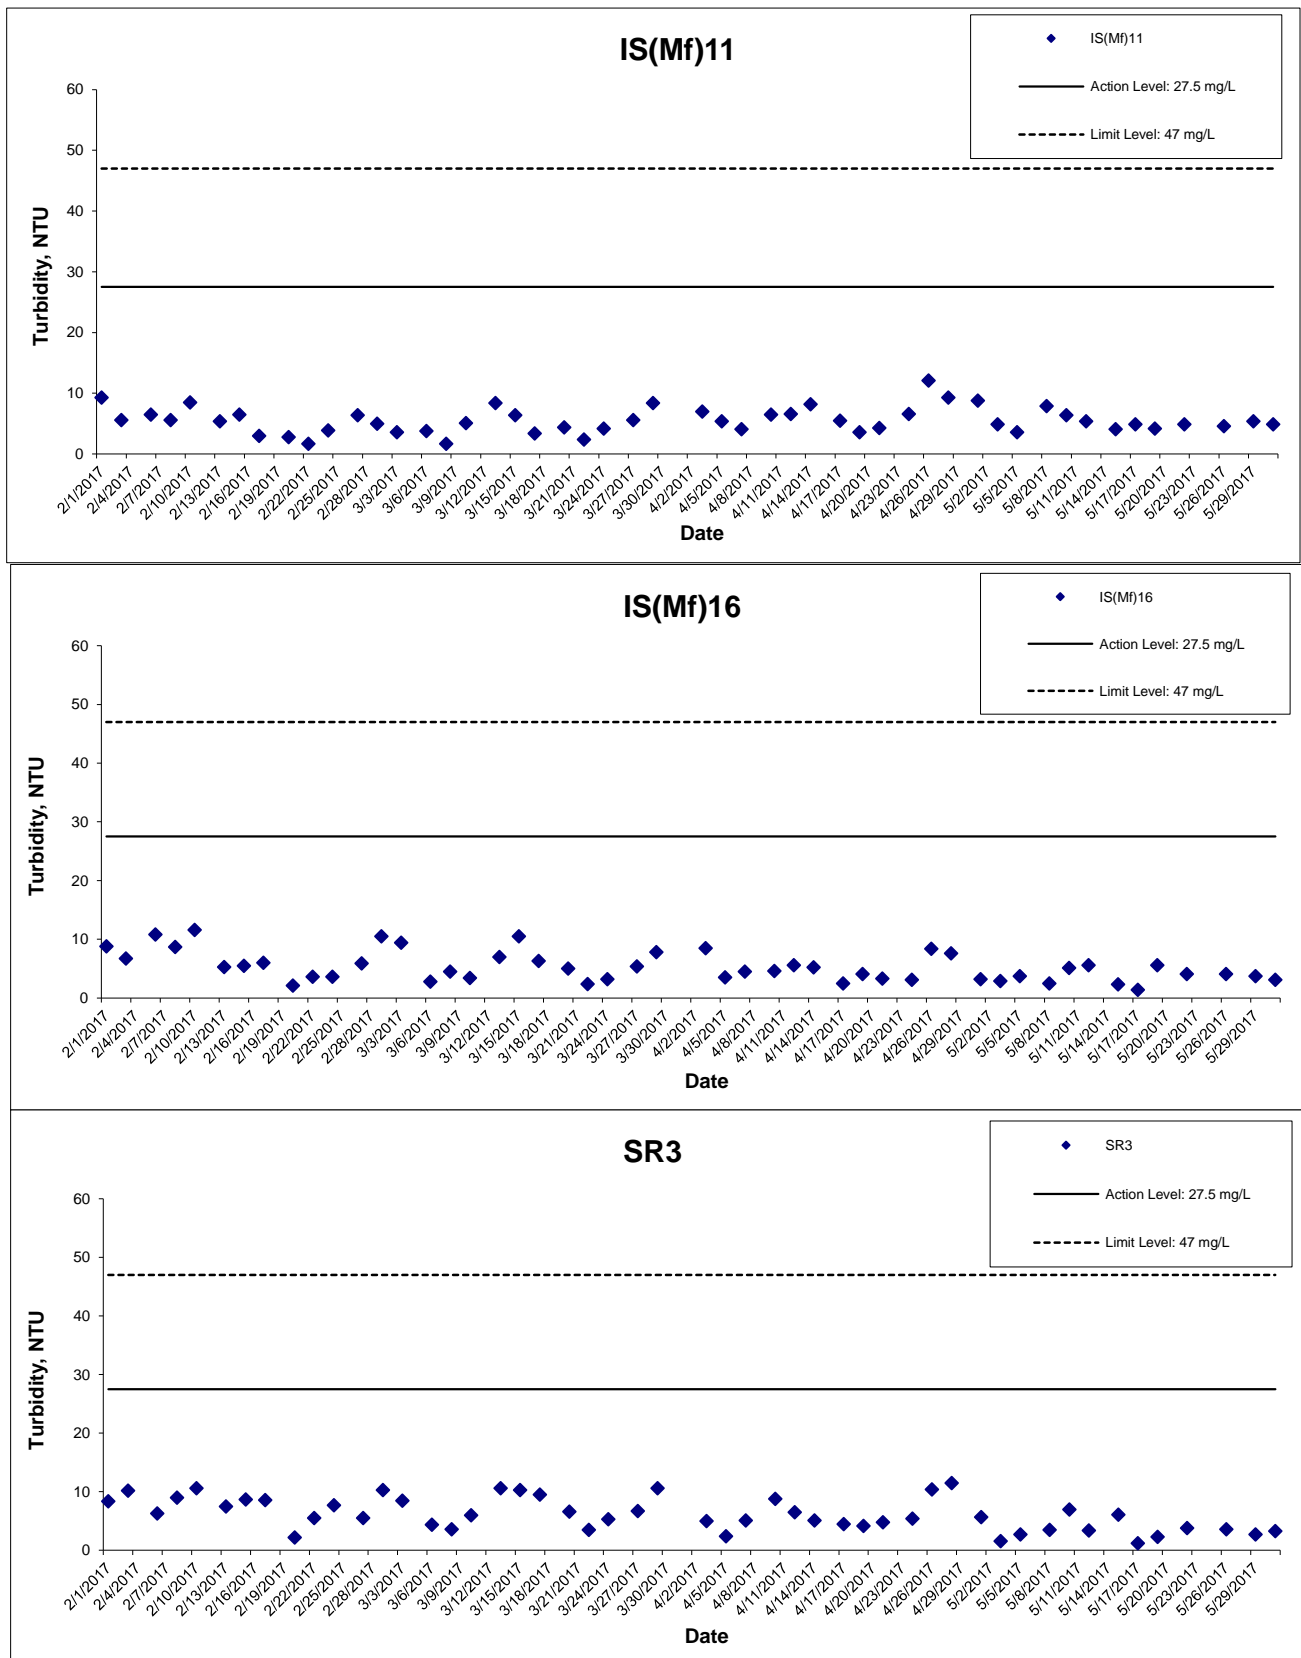 IS(Mf)11
IS(Mf)11
Action Level: 27.5 mg/L
Limit Level: 47 mg/L
Turbidity, NTU
60
50
40
30
20
10
0
2/1/2017 2/4/2017 2/7/2017 2/10/2017 2/13/2017 2/16/2017 2/19/2017 2/22/2017 2/25/2017 2/28/2017 3/3/2017 3/6/2017 3/9/2017 3/12/2017 3/15/2017 3/18/2017 3/21/2017 3/24/2017 3/27/2017 3/30/2017 4/2/2017 4/5/2017 4/8/2017 4/11/2017 4/14/2017 4/17/2017 4/20/2017 4/23/2017 4/26/2017 4/29/2017 5/2/2017 5/5/2017 5/8/2017 5/11/2017 5/14/2017 5/17/2017 5/20/2017 5/23/2017 5/26/2017 5/29/2017
Date
IS(Mf)16
IS(Mf)16
Action Level: 27.5 mg/L
Limit Level: 47 mg/L
Turbidity, NTU
60
50
40
30
20
10
0
2/1/2017 2/4/2017 2/7/2017 2/10/2017 2/13/2017 2/16/2017 2/19/2017 2/22/2017 2/25/2017 2/28/2017 3/3/2017 3/6/2017 3/9/2017 3/12/2017 3/15/2017 3/18/2017 3/21/2017 3/24/2017 3/27/2017 3/30/2017 4/2/2017 4/5/2017 4/8/2017 4/11/2017 4/14/2017 4/17/2017 4/20/2017 4/23/2017 4/26/2017 4/29/2017 5/2/2017 5/5/2017 5/8/2017 5/11/2017 5/14/2017 5/17/2017 5/20/2017 5/23/2017 5/26/2017 5/29/2017
Date
SR3
SR3
Action Level: 27.5 mg/L
Limit Level: 47 mg/L
Turbidity, NTU
60
50
40
30
20
10
0
2/1/2017 2/4/2017 2/7/2017 2/10/2017 2/13/2017 2/16/2017 2/19/2017 2/22/2017 2/25/2017 2/28/2017 3/3/2017 3/6/2017 3/9/2017 3/12/2017 3/15/2017 3/18/2017 3/21/2017 3/24/2017 3/27/2017 3/30/2017 4/2/2017 4/5/2017 4/8/2017 4/11/2017 4/14/2017 4/17/2017 4/20/2017 4/23/2017 4/26/2017 4/29/2017 5/2/2017 5/5/2017 5/8/2017 5/11/2017 5/14/2017 5/17/2017 5/20/2017 5/23/2017 5/26/2017 5/29/2017
Date